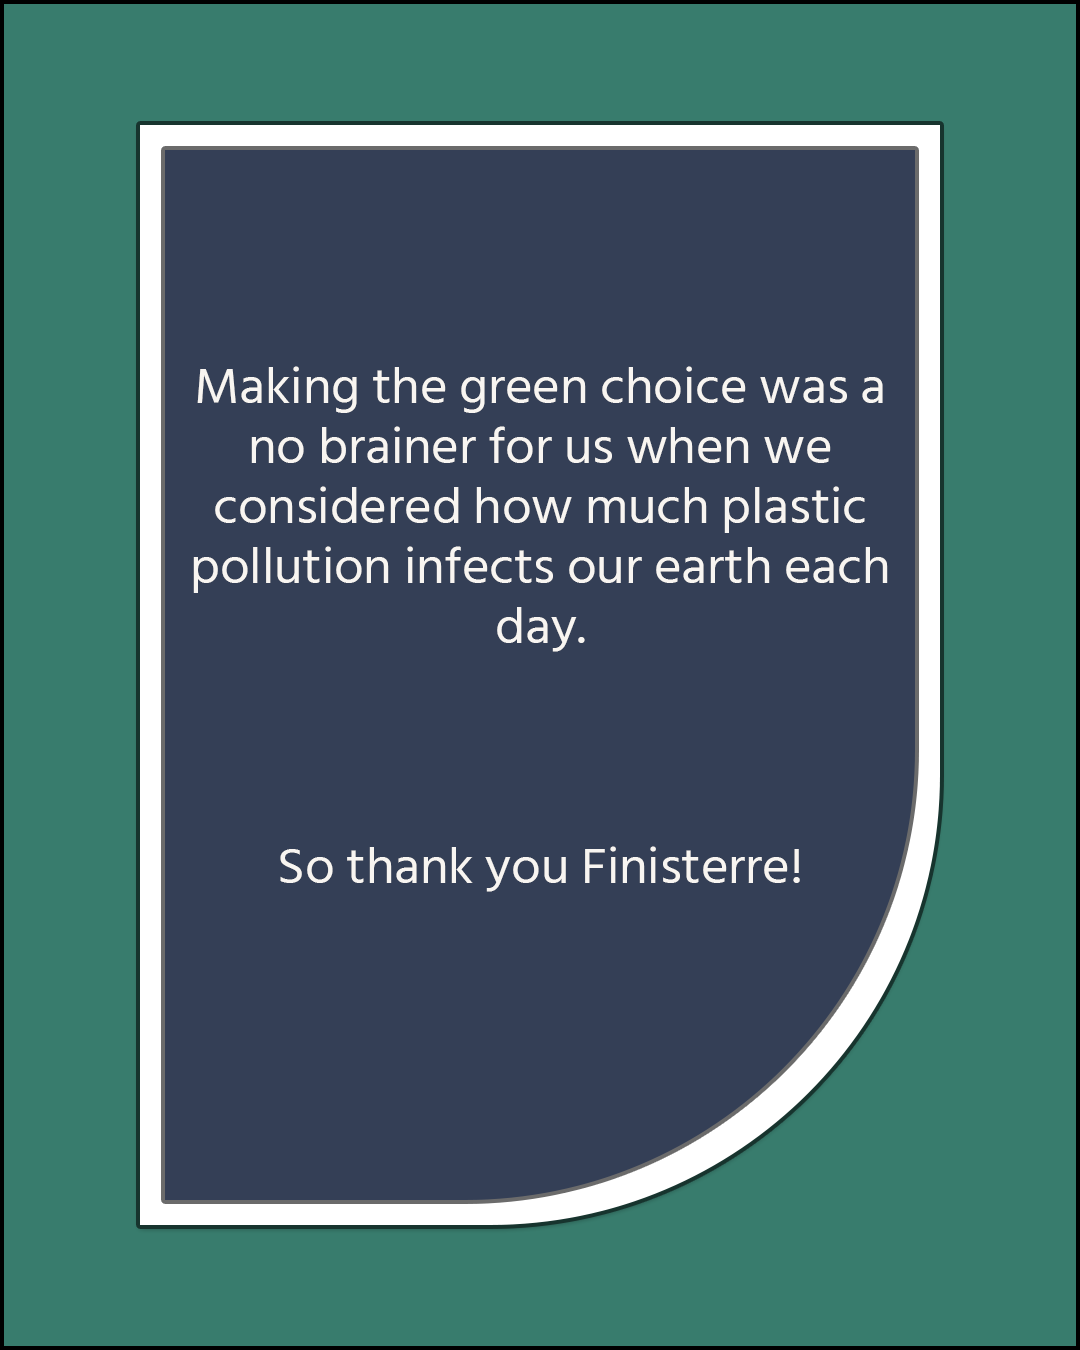 Making the green choice was a
no brainer for us when we
considered how much plastic
pollution infects our earth each
day.
So thank you Finisterre!